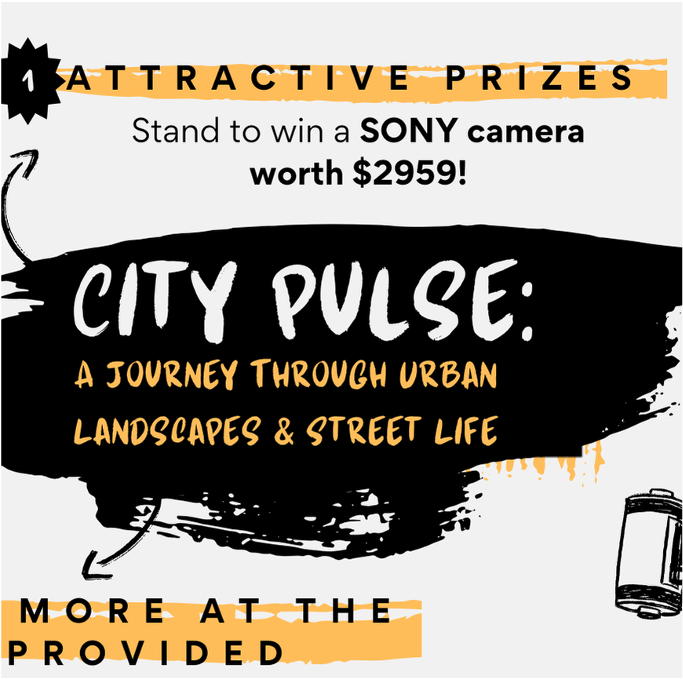 1 ATTRACTIVE PRIZES
Stand to win a SONY camera
worth $2959!
CITY PULSE:
A JOURNEY THROUGH URBAN
LANDSCAPES & STREET LIFE
MORE AT THE
PROVIDED